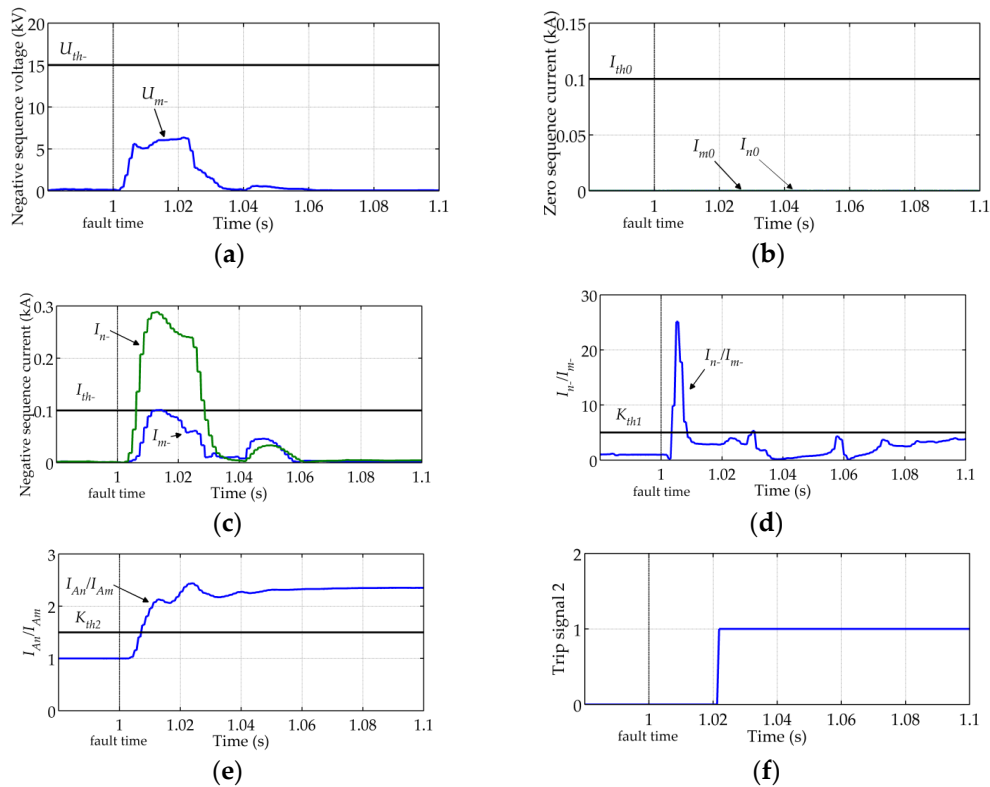 Negative sequence voltage (kV)
20
15
10
5
0
U_th-
U_m-
1
1.02
1.04
1.06
1.08
1.1
fault time
Time (s)
(a)
Zero sequence current (kA)
0.15
0.1
0.05
0
I_th0
I_m0
I_n0
1
1.02
1.04
1.06
1.08
1.1
fault time
Time (s)
(b)
Negative sequence current (kA)
0.3
0.2
0.1
0
I_n-
I_th-
I_m-
1
1.02
1.04
1.06
1.08
1.1
fault time
Time (s)
(c)
I_n-/I_m-
30
20
10
5
0
I_n-/I_m-
K_th1
1
1.02
1.04
1.06
1.08
1.1
fault time
Time (s)
(d)
I_An/I_Am
3
2
1
0
I_An/I_Am
K_th2
1
1.02
1.04
1.06
1.08
1.1
fault time
Time (s)
(e)
Trip signal 2
2
1
0
1
1.02
1.04
1.06
1.08
1.1
fault time
Time (s)
(f)